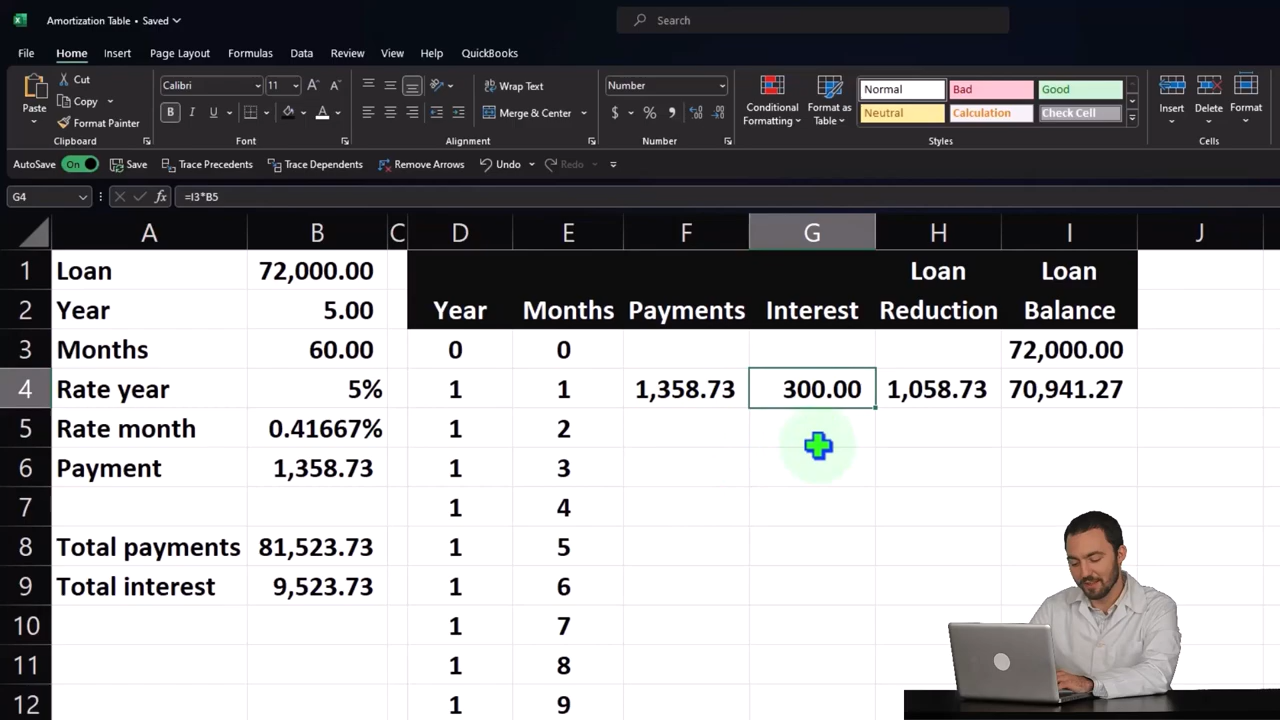 Amortization Table • Saved
Search
File Home Insert Page Layout Formulas Data Review View Help QuickBooks
Paste
Cut
Copy
Format Painter
Calibri 11
B I U
Wrap Text
Merge & Center
Number
$ %
Conditional Formatting
Format as Table
Normal Bad Good
Neutral Calculation Check Cell
Insert Delete Format
Clipboard Font Alignment Number Styles Cells
AutoSave On Save Trace Precedents Trace Dependents Remove Arrows Undo Redo
G4 fx =I3*B5
A B C D E F G H I J
1 Loan 72,000.00 Loan Loan
2 Year 5.00 Year Months Payments Interest Reduction Balance
3 Months 60.00 0 0 72,000.00
4 Rate year 5% 1 1 1,358.73 300.00 1,058.73 70,941.27
5 Rate month 0.41667% 1 2
6 Payment 1,358.73 1 3
7 1 4
8 Total payments 81,523.73 1 5
9 Total interest 9,523.73 1 6
10 1 7
11 1 8
12 1 9